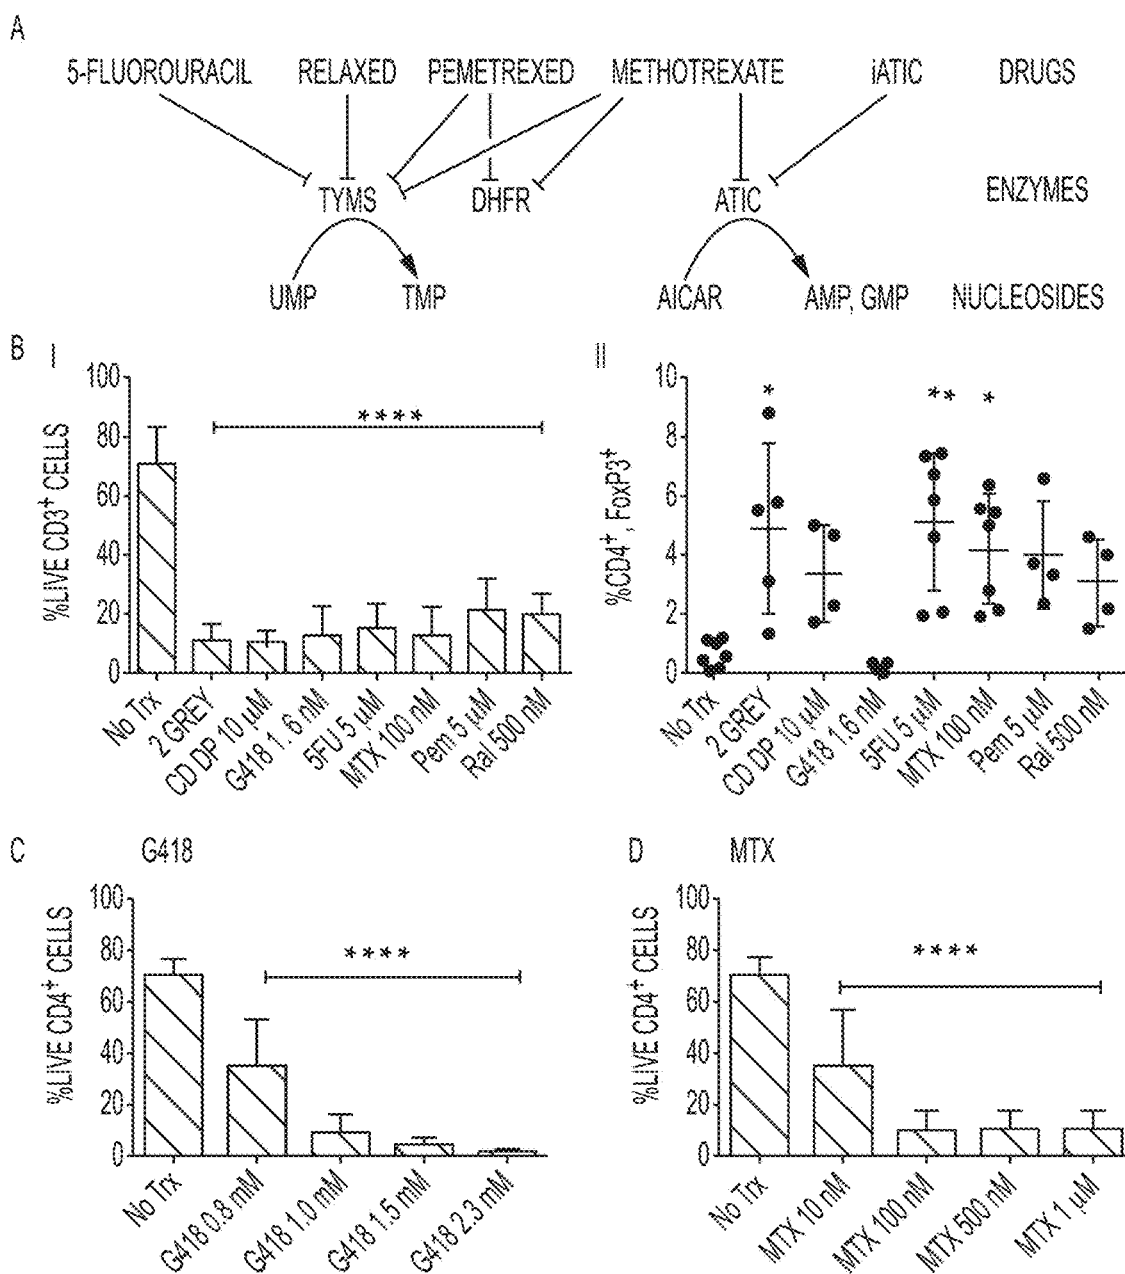 A
5-FLUOROURACIL RELAXED PEMETREXED METHOTREXATE iATIC DRUGS
TYMS DHFR ATIC ENZYMES
UMP TMP AICAR AMP, GMP NUCLEOSIDES
B I
%LIVE CD3+ CELLS
100
80
60
40
20
0
****
No Trx
2 GREY
CD DP 10 µM
G418 1. 6 nM
5FU 5 µM
MTX 100 nM
Pem 5 µM
Ral 500 nM
II
%CD4+, FoxP3+
10
8
6
4
2
0
* ** *
No Trx
2 GREY
CD DP 10 µM
G418 1.6 nM
5FU 5 µM
MTX 100 nM
Pem 5 µM
Ral 500 nM
C G418
%LIVE CD4+ CELLS
100
80
60
40
20
0
****
No Trx
G418 0.8 mM
G418 1.0 mM
G418 1.5 mM
G418 2.3 mM
D MTX
%LIVE CD4+ CELLS
100
80
60
40
20
0
****
No Trx
MTX 10 nM
MTX 100 nM
MTX 500 nM
MTX 1 µM